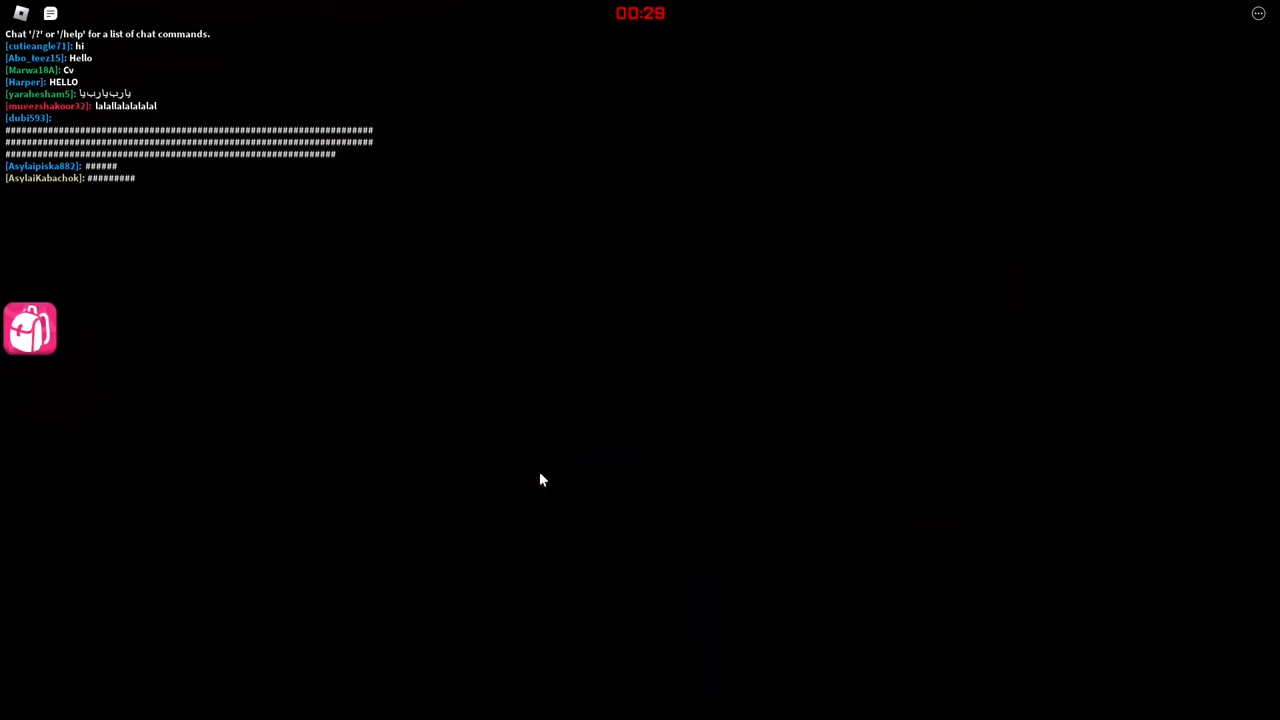 00:29
Chat '/?' or '/help' for a list of chat commands.
[cutieangle71]: hi
[Abo_teez15]: Hello
[Marwa18A]: Cv
[Harper]: HELLO
[yarahesham5]: يارب يارب يا
[mueezshakoor32]: lalallalalalalal
[dubi593]:
#####################################################################
#####################################################################
##############################################################
[Asylaipiska882]: ######
[AsylaiKabachok]: #########